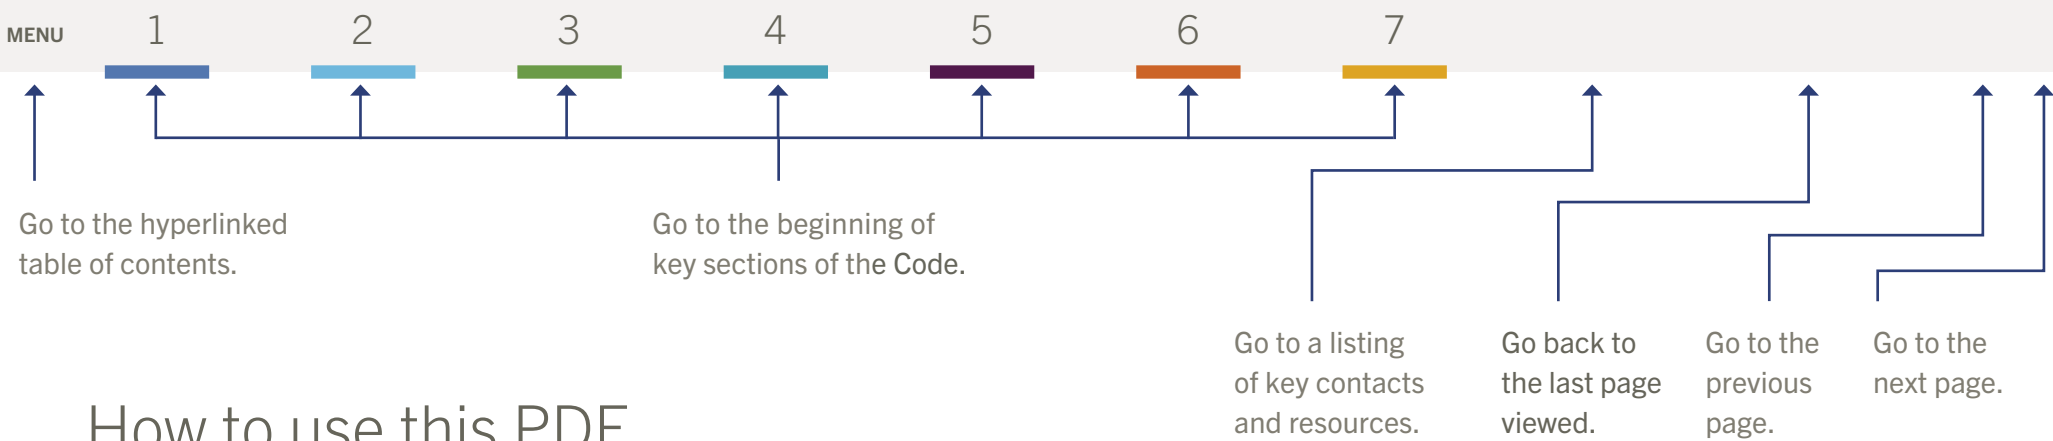 MENU 1 2 3 4 5 6 7
Go to the hyperlinked
table of contents.
Go to the beginning of
key sections of the Code.
Go to a listing
of key contacts
and resources.
Go back to
the last page
viewed.
Go to the
previous
page.
Go to the
next page.
How to use this PDF